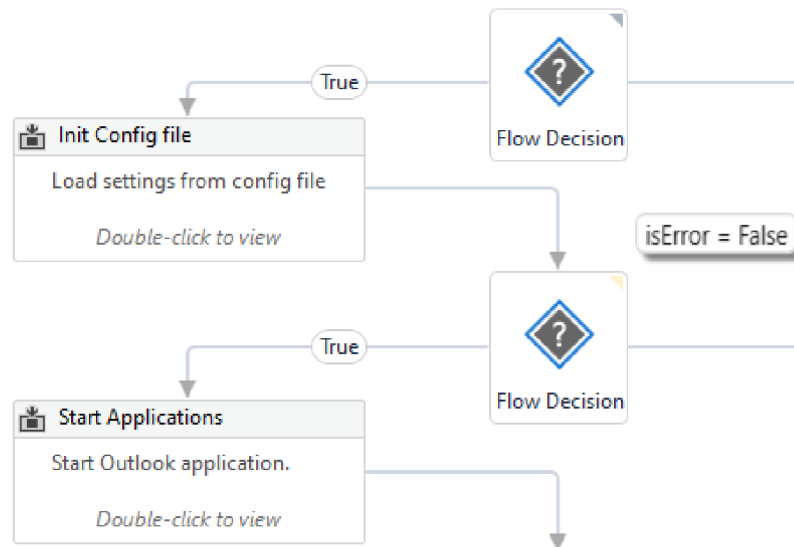 True
?
Flow Decision
Init Config file
Load settings from config file
Double-click to view
isError = False
True
?
Flow Decision
Start Applications
Start Outlook application.
Double-click to view